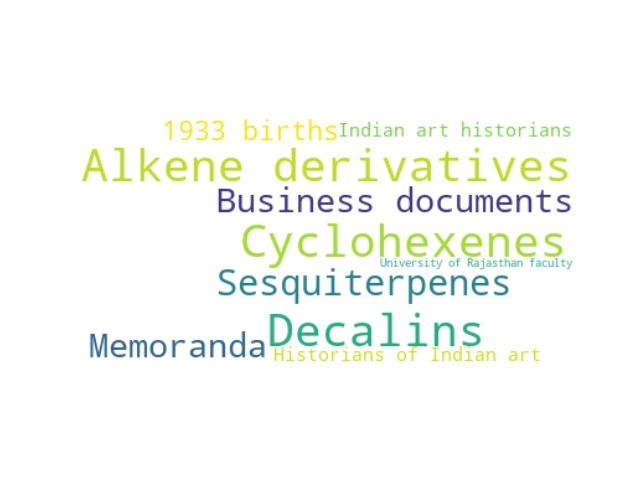 1933 births
Indian art historians
Alkene derivatives
Business documents
Cyclohexenes
University of Rajasthan faculty
Sesquiterpenes
Decalins
Memoranda
Historians of Indian art